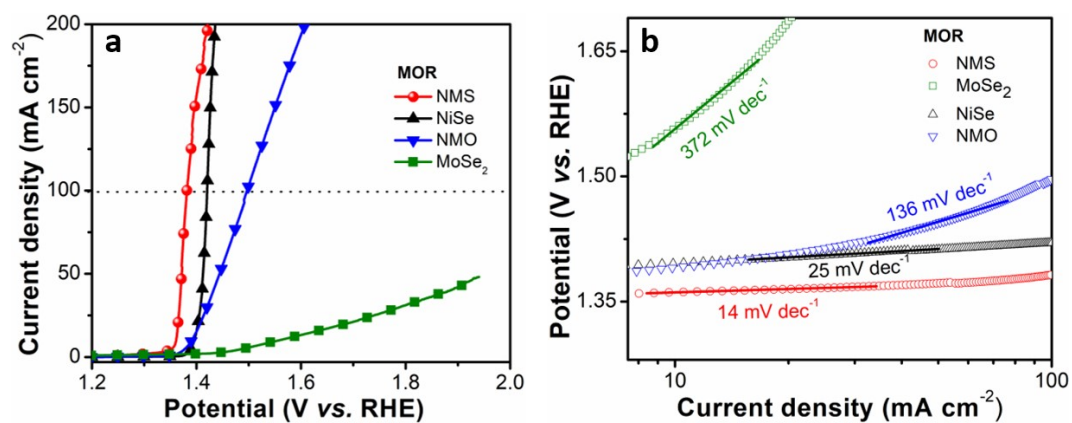 a
Current density (mA cm⁻²)
200
150
100
50
0
1.2
1.4
1.6
1.8
2.0
Potential (V vs. RHE)
MOR
NMS
NiSe
NMO
MoSe₂
b
Potential (V vs. RHE)
1.65
1.50
1.35
10
100
Current density (mA cm⁻²)
MOR
NMS
MoSe₂
NiSe
NMO
372 mV dec⁻¹
136 mV dec⁻¹
25 mV dec⁻¹
14 mV dec⁻¹